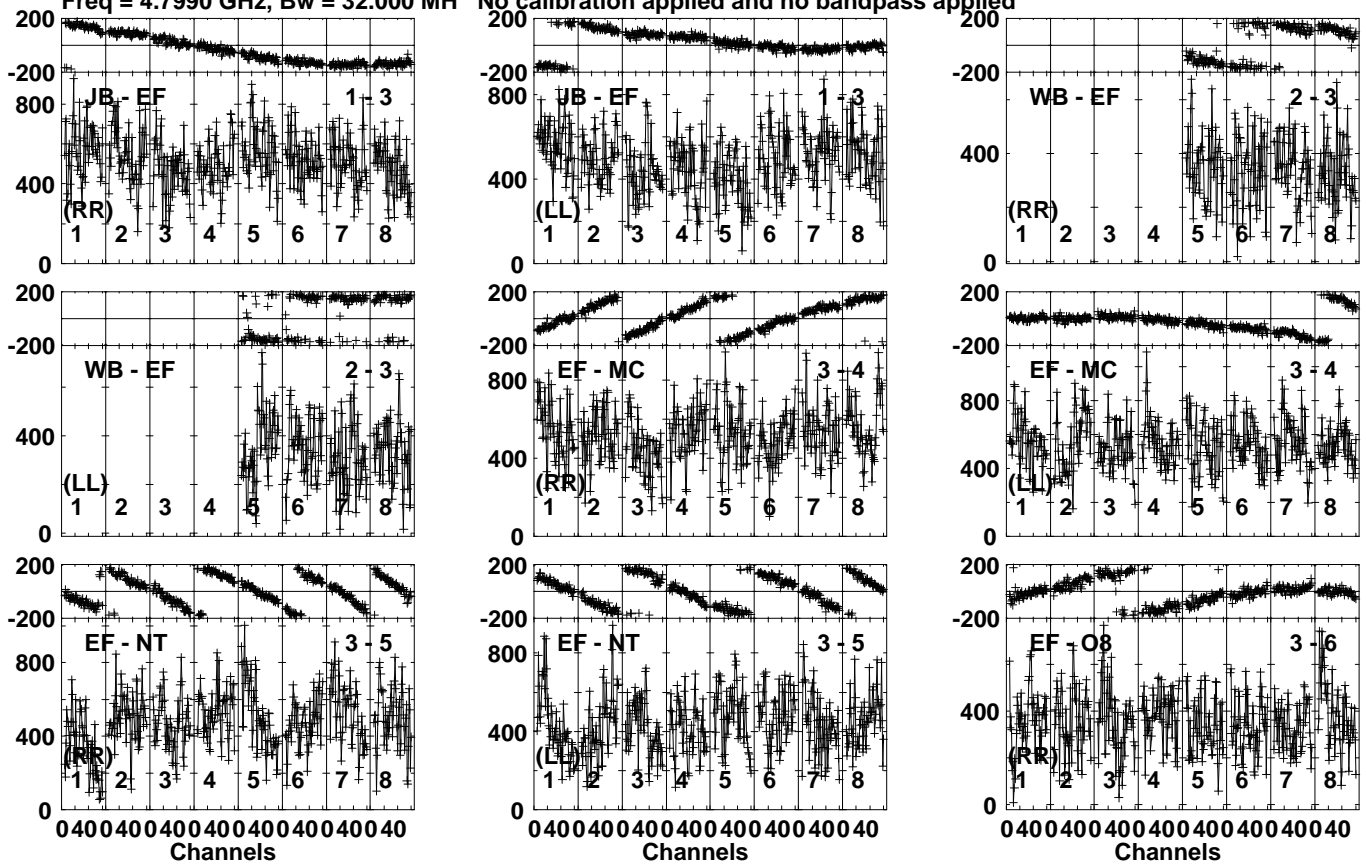 Freq = 4.7990 GHz, Bw = 32.000 MH No calibration applied and no bandpass applied
200 200 200
-200 -200 -200
JB - EF 1 - 3 JB - EF 1 - 3 WB - EF 2 - 3
800 800
400 400 400
(RR) (LL) (RR)
1 2 3 4 5 6 7 8 1 2 3 4 5 6 7 8 1 2 3 4 5 6 7 8
0 0 0
200 200 200
-200 -200 -200
WB - EF 2 - 3 EF - MC 3 - 4 EF - MC 3 - 4
800 800
400 400 400
(LL) (RR) (LL)
1 2 3 4 5 6 7 8 1 2 3 4 5 6 7 8 1 2 3 4 5 6 7 8
0 0 0
200 200 200
-200 -200 -200
EF - NT 3 - 5 EF - NT 3 - 5 EF - O8 3 - 6
800 800
400 400 400
(RR) (LL) (RR)
1 2 3 4 5 6 7 8 1 2 3 4 5 6 7 8 1 2 3 4 5 6 7 8
0 0 0
0 40 0 40 0 40 0 40 0 40 0 40 0 40 0 40 0 40 0 40 0 40 0 40 0 40 0 40 0 40 0 40 0 40 0 40 0 40 0 40 0 40 0 40 0 40 0 40
Channels Channels Channels